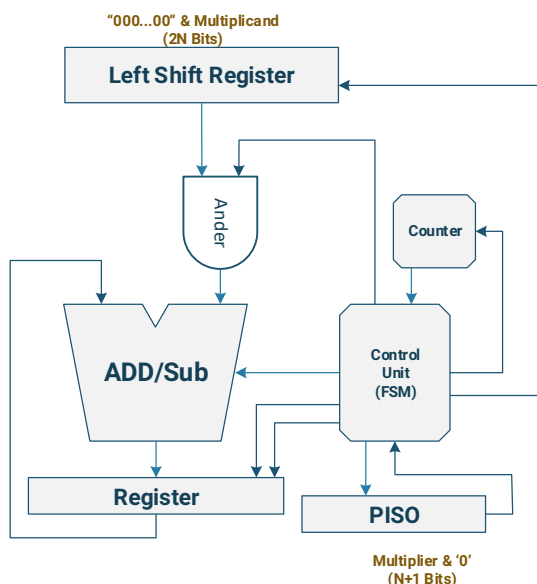 “000...00” & Multiplicand
(2N Bits)
Left Shift Register
Ander
Counter
ADD/Sub
Control
Unit
(FSM)
Register
PISO
Multiplier & ‘0’
(N+1 Bits)